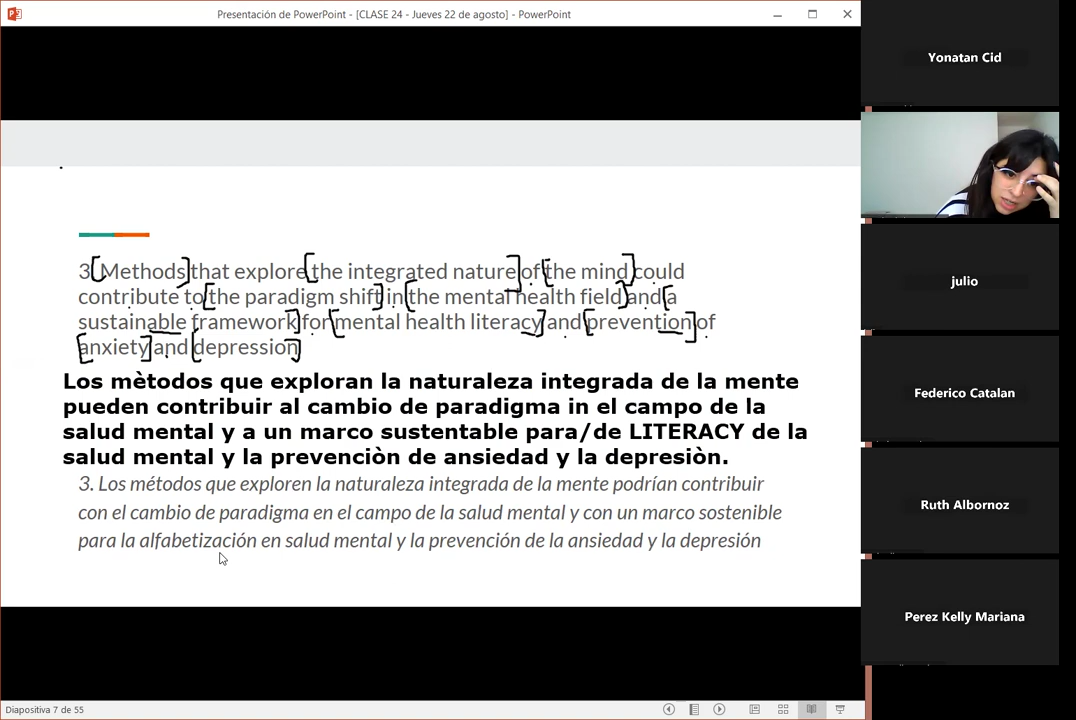 Presentación de PowerPoint - [CLASE 24 - Jueves 22 de agosto] - PowerPoint
Yonatan Cid
3. Methods that explore the integrated nature of the mind could
contribute to the paradigm shift in the mental health field and a
sustainable framework for mental health literacy and prevention of
anxiety and depression
Los mètodos que exploran la naturaleza integrada de la mente
pueden contribuir al cambio de paradigma in el campo de la
salud mental y a un marco sustentable para/de LITERACY de la
salud mental y la prevenciòn de ansiedad y la depresiòn.
3. Los métodos que exploren la naturaleza integrada de la mente podrían contribuir
con el cambio de paradigma en el campo de la salud mental y con un marco sostenible
para la alfabetización en salud mental y la prevención de la ansiedad y la depresión
julio
Federico Catalan
Ruth Albornoz
Perez Kelly Mariana
Diapositiva 7 de 55